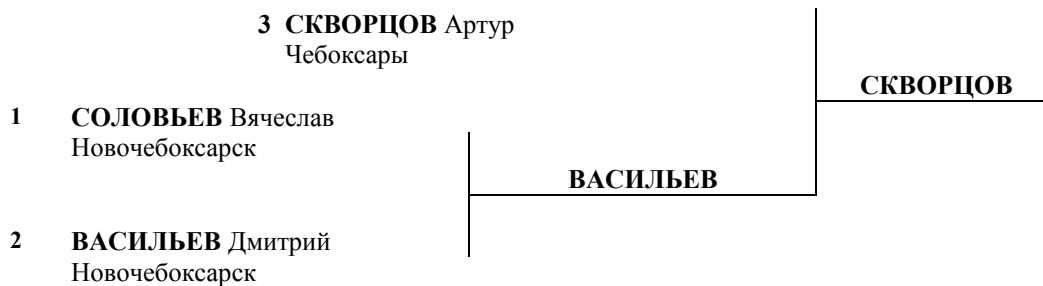 3 СКВОРЦОВ Артур
Чебоксары
СКВОРЦОВ
1 СОЛОВЬЕВ Вячеслав
Новочебоксарск
ВАСИЛЬЕВ
2 ВАСИЛЬЕВ Дмитрий
Новочебоксарск